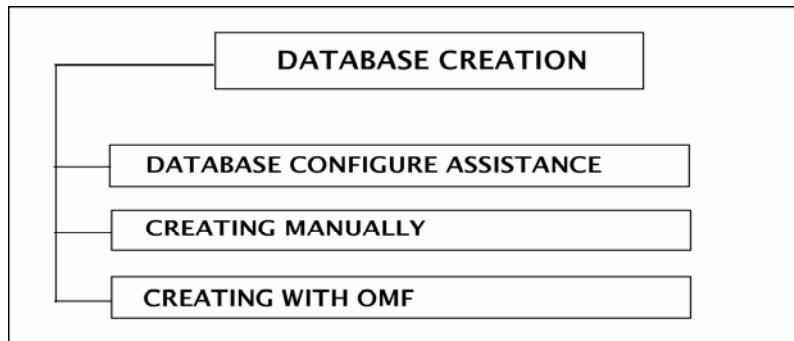 DATABASE CREATION
DATABASE CONFIGURE ASSISTANCE
CREATING MANUALLY
CREATING WITH OMF